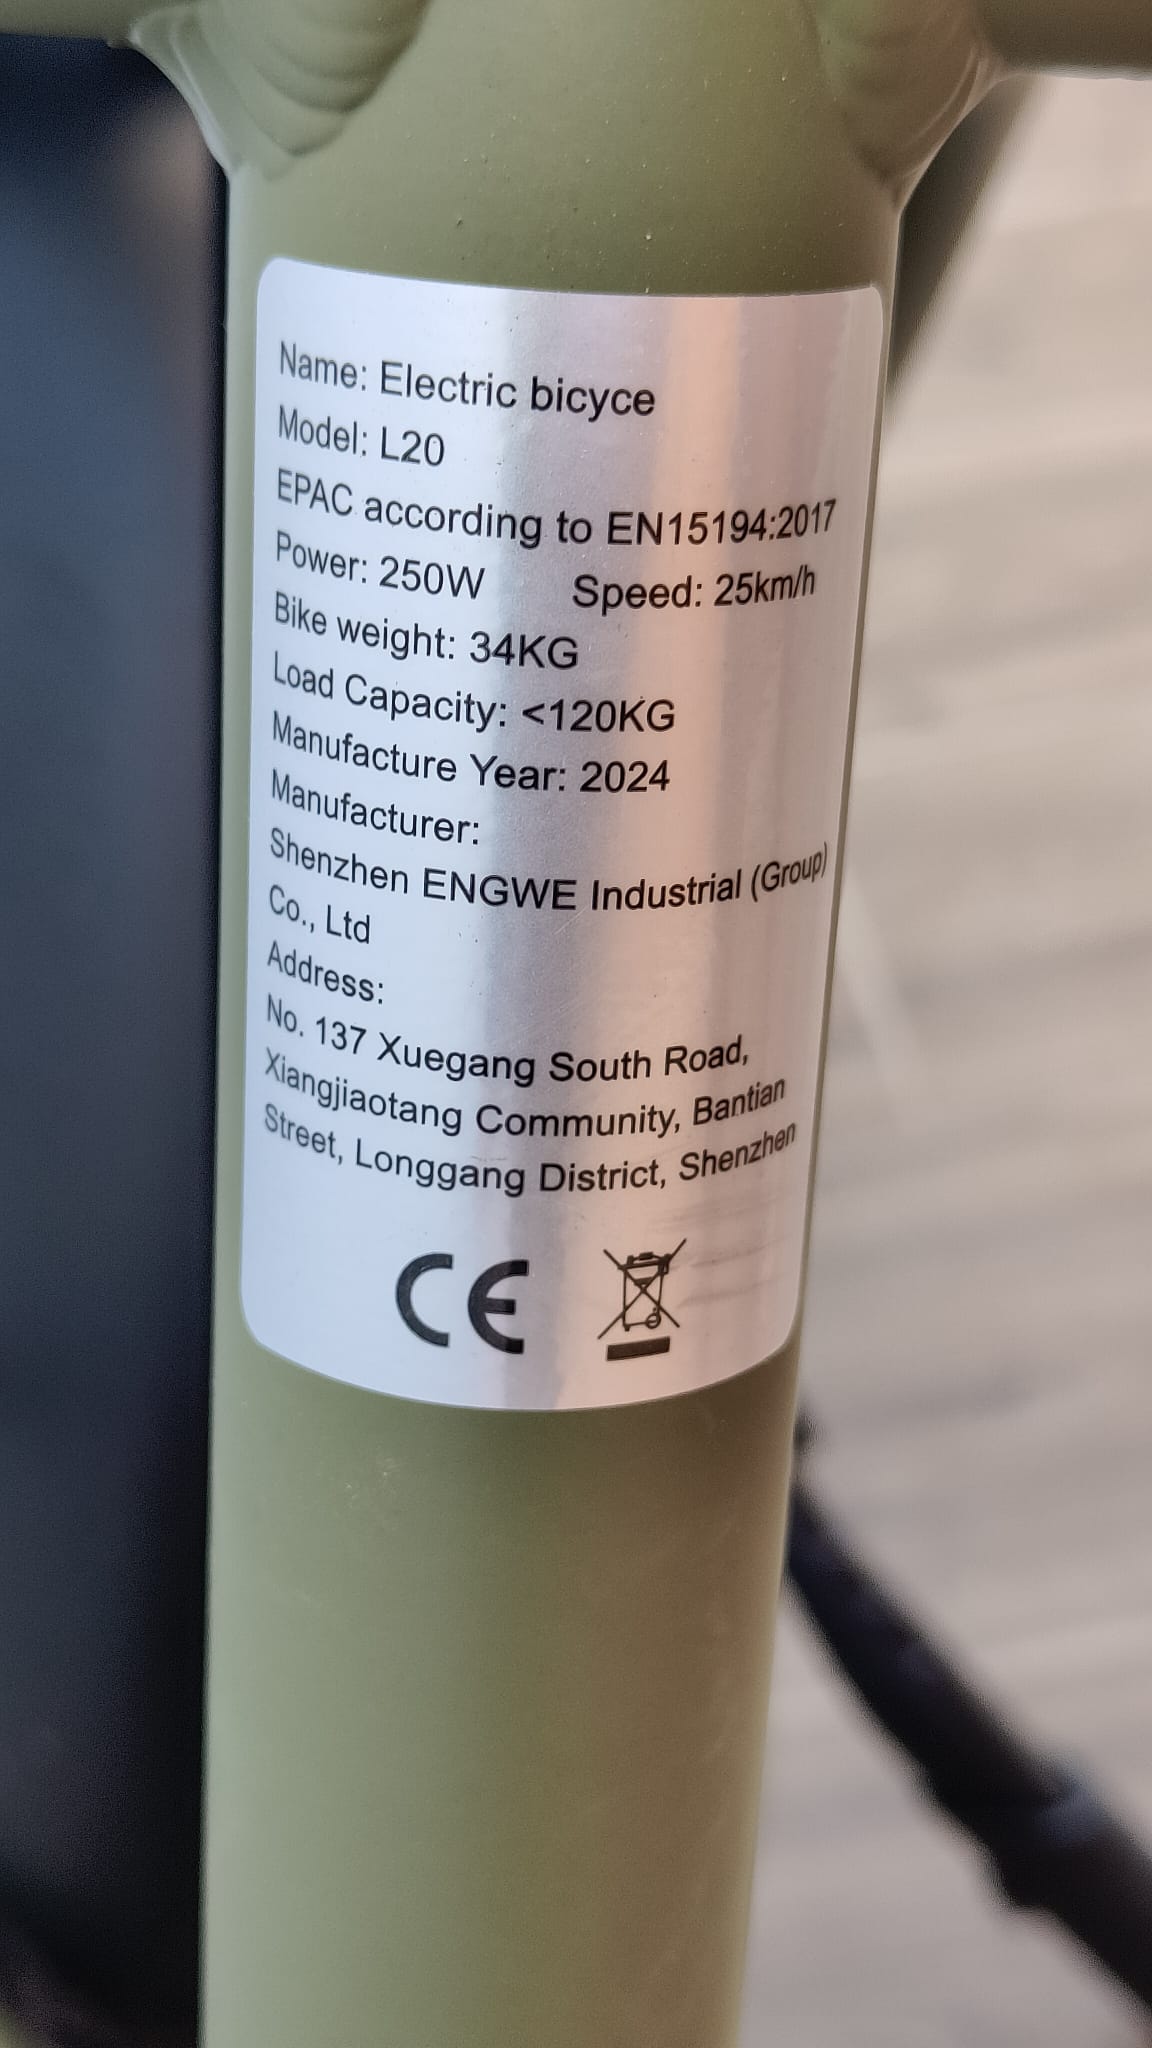 Name: Electric bicyce
Model: L20
EPAC according to EN15194:2017
Power: 250W Speed: 25km/h
Bike weight: 34KG
Load Capacity: <120KG
Manufacture Year: 2024
Manufacturer:
Shenzhen ENGWE Industrial (Group)
Co., Ltd
Address:
No. 137 Xuegang South Road,
Xiangjiaotang Community, Bantian
Street, Longgang District, Shenzhen
CE